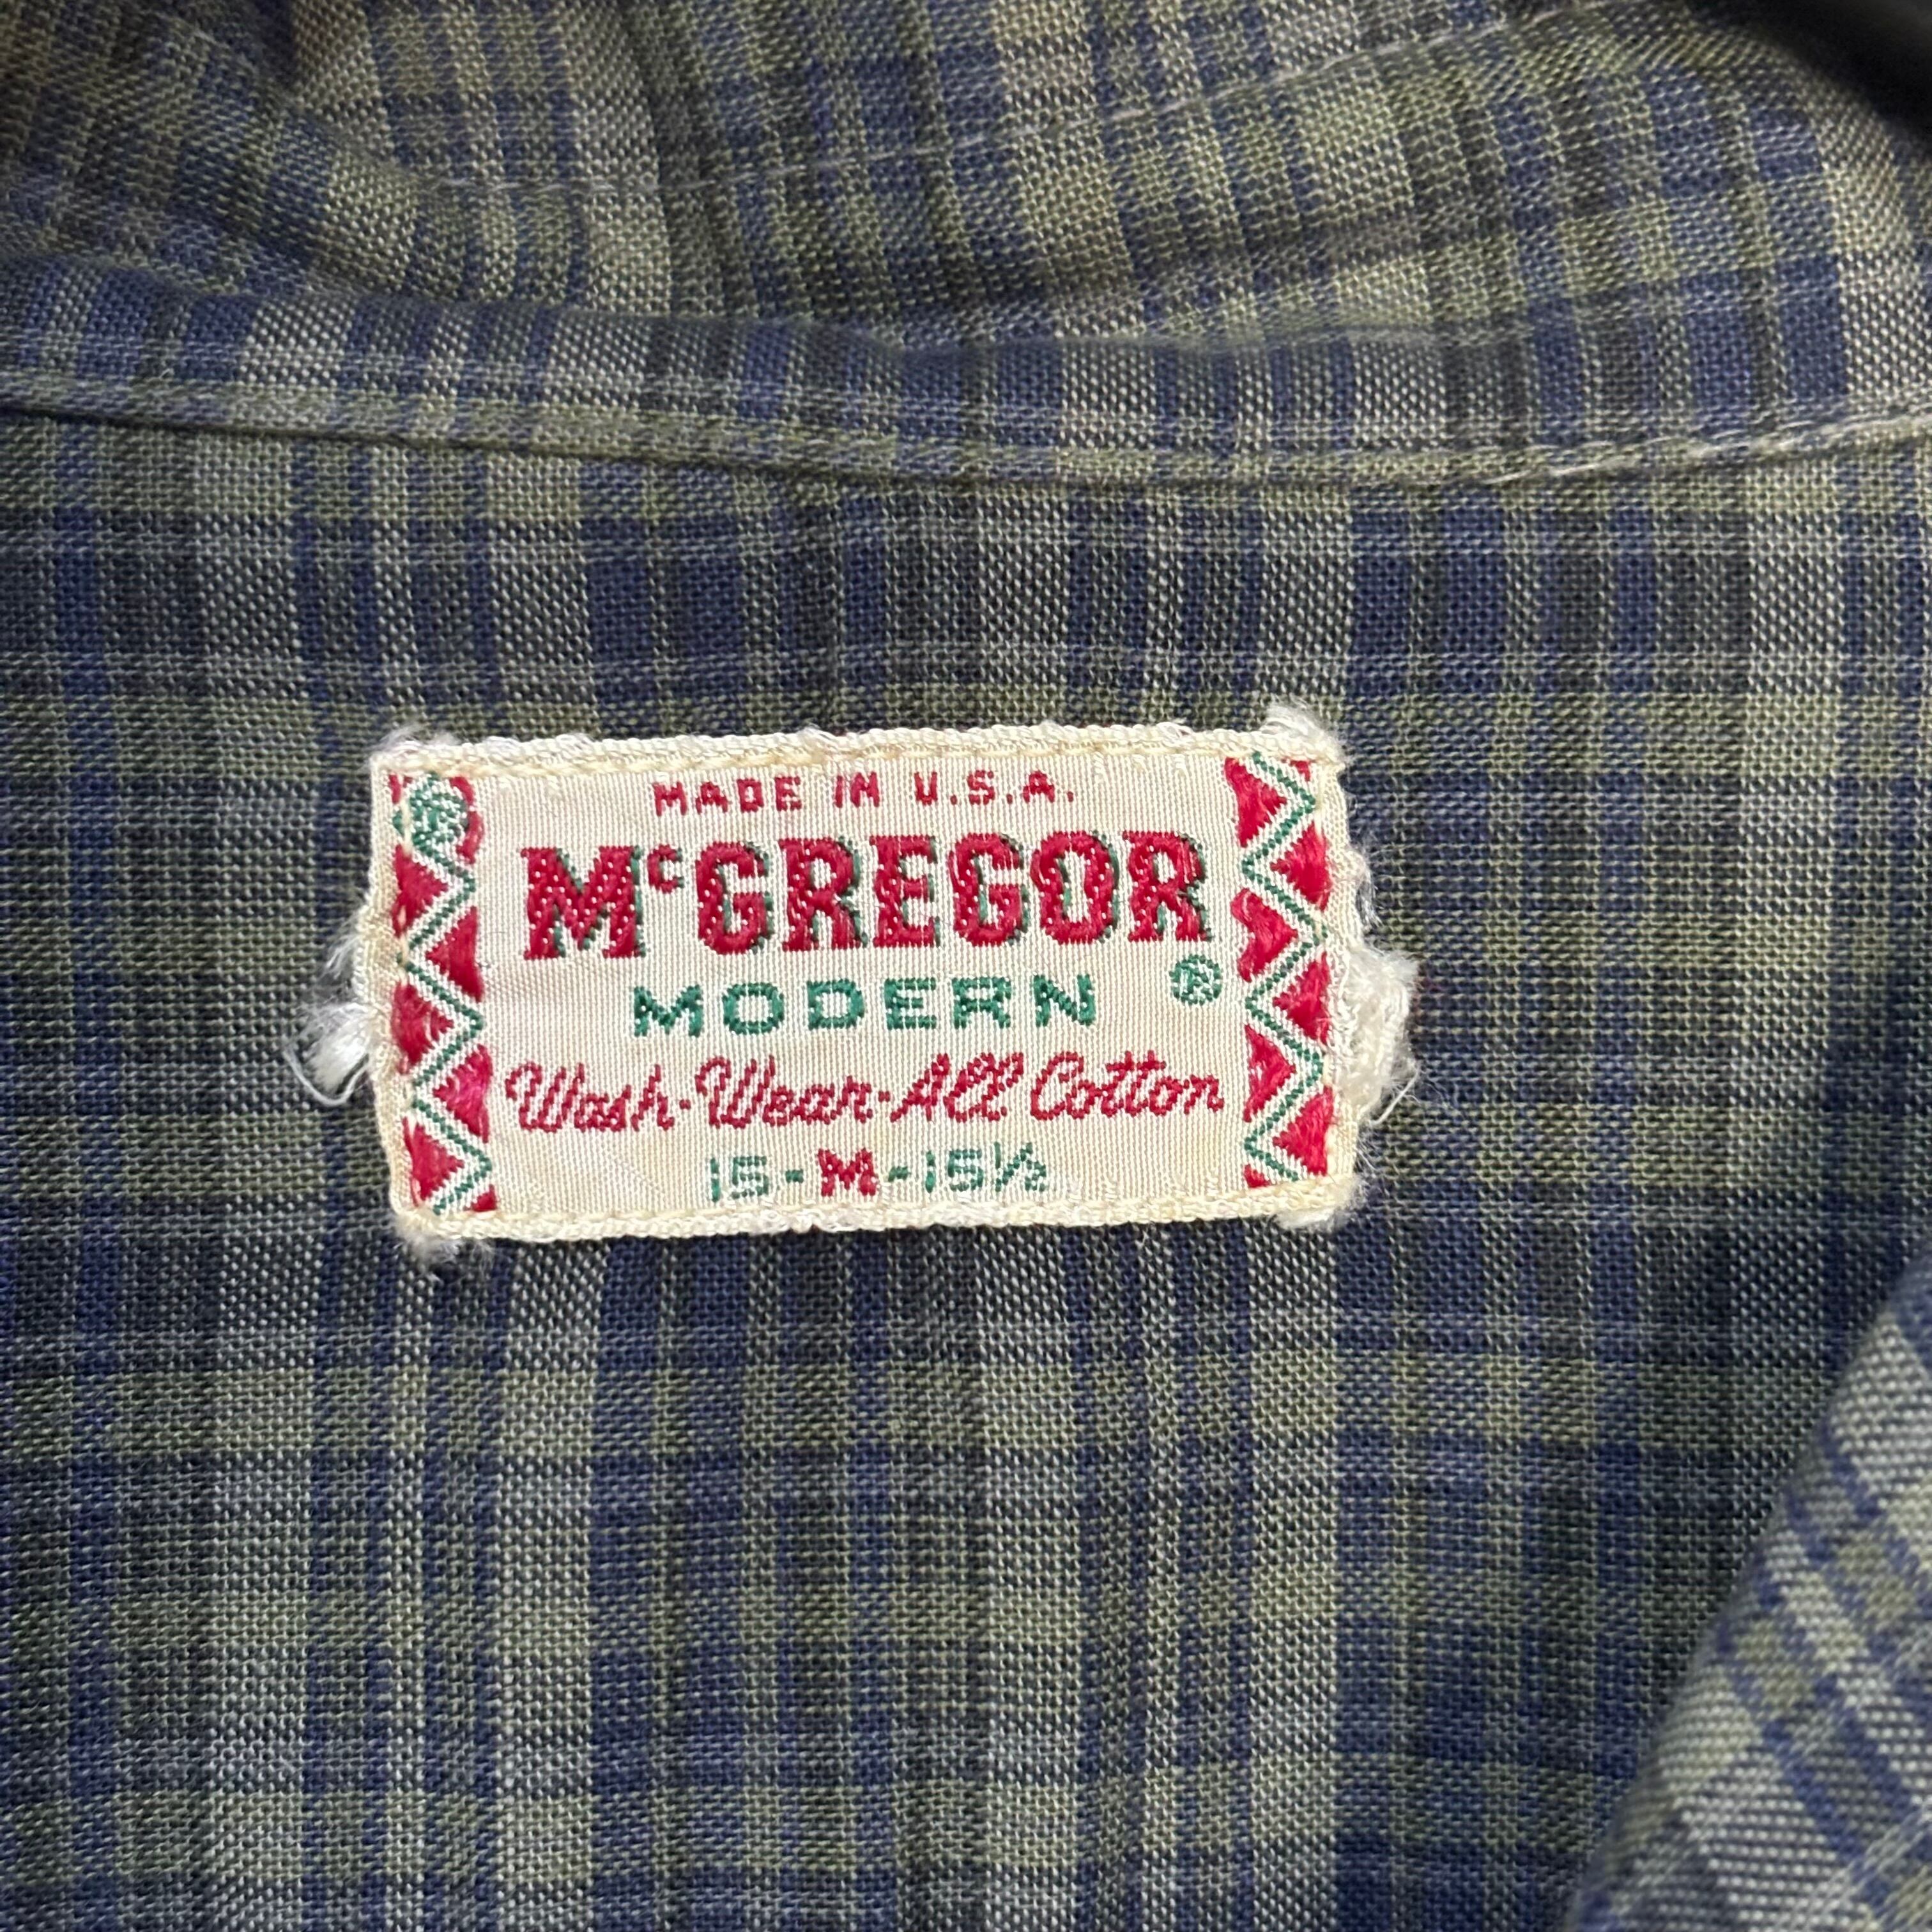 MADE IN U.S.A.
McGREGOR
MODERN ®
Wash-Wear-All Cotton
15-M-15½